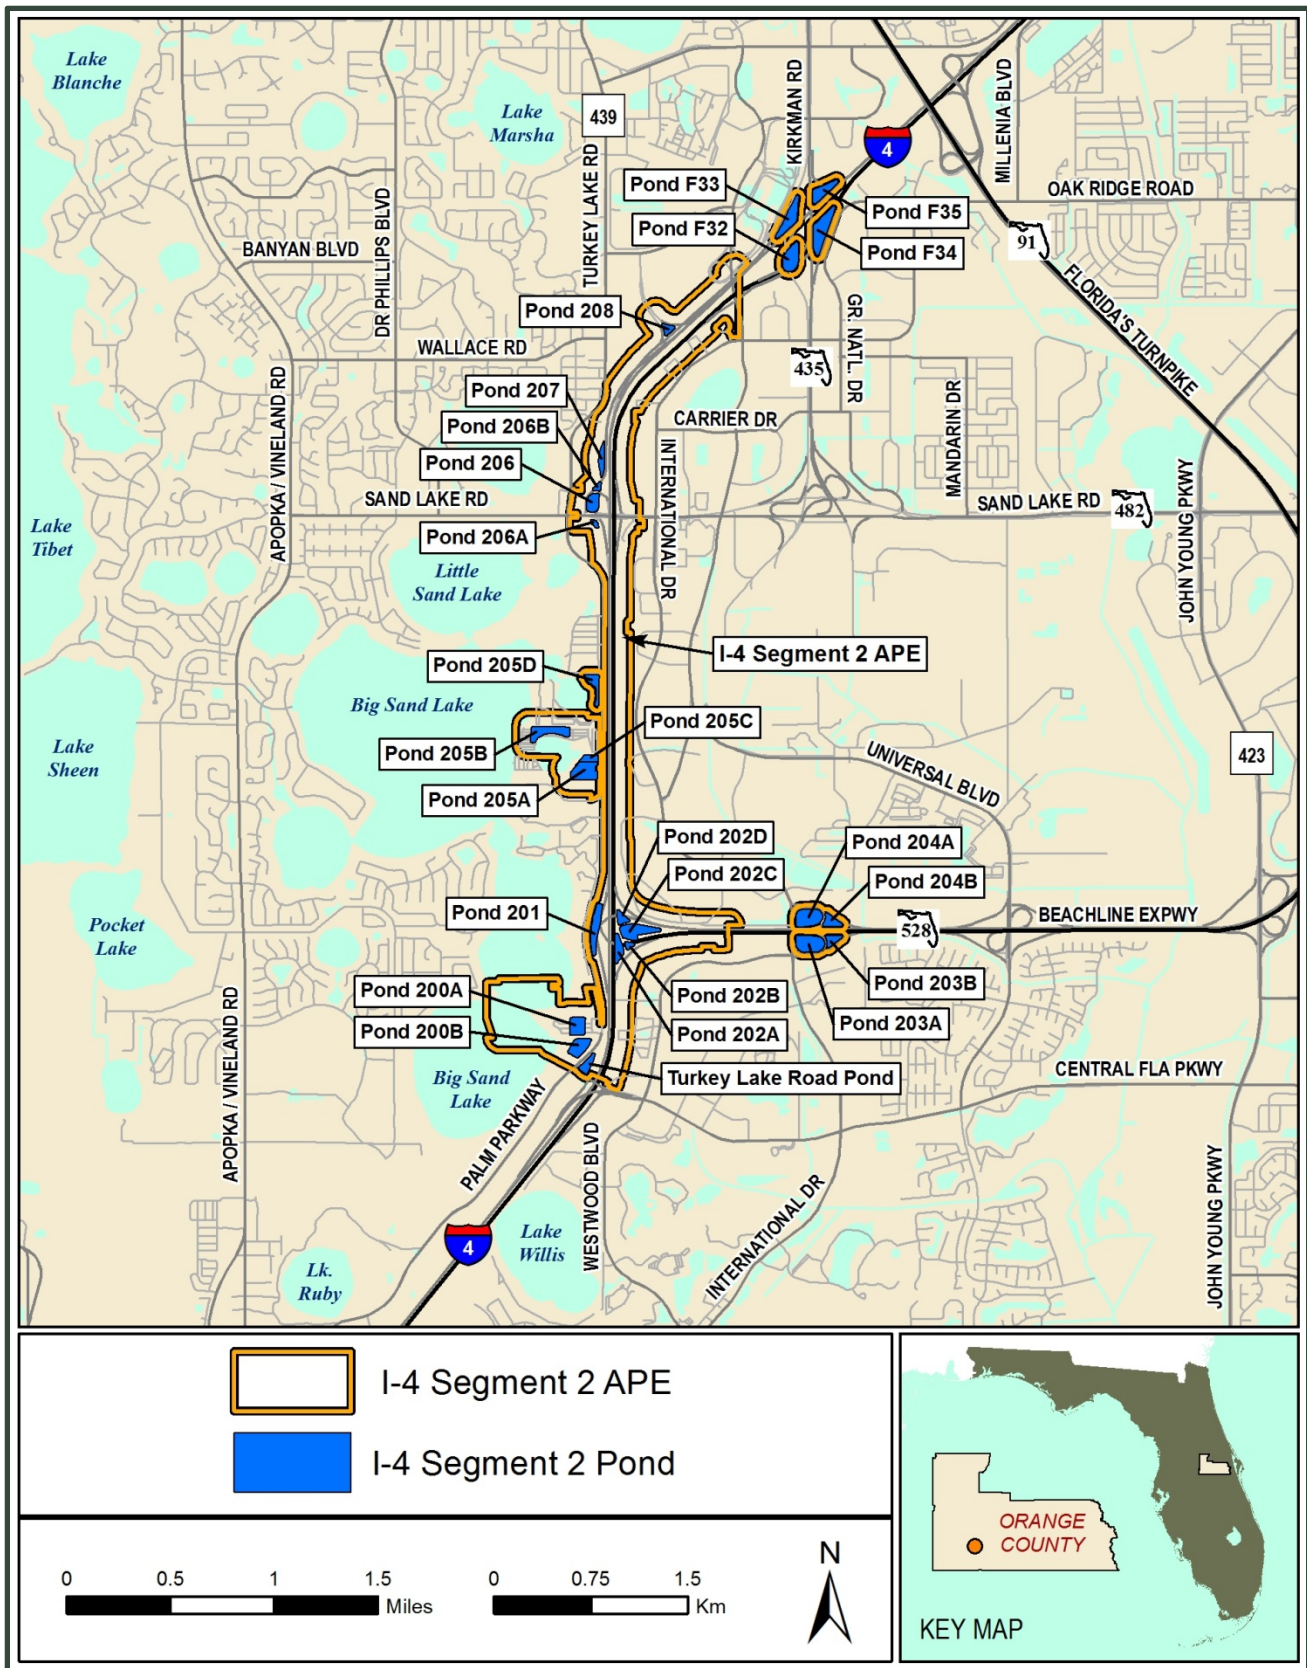 Lake
Blanche
Lake
Marsha
439
TURKEY LAKE RD
KIRKMAN RD
MILLENIA BLVD
4
OAK RIDGE ROAD
Pond F33
Pond F35
Pond F32
Pond F34
91
FLORIDA'S TURNPIKE
BANYAN BLVD
DR PHILLIPS BLVD
Pond 208
WALLACE RD
GR. NATL. DR
435
APOPKA / VINELAND RD
Pond 207
Pond 206B
CARRIER DR
MANDARIN DR
Pond 206
INTERNATIONAL DR
SAND LAKE RD
SAND LAKE RD
482
JOHN YOUNG PKWY
Lake
Tibet
Pond 206A
Little
Sand Lake
I-4 Segment 2 APE
Pond 205D
Big Sand Lake
Pond 205C
Pond 205B
Lake
Sheen
UNIVERSAL BLVD
423
Pond 205A
Pond 202D
Pond 204A
Pond 202C
Pond 204B
Pond 201
BEACHLINE EXPWY
528
Pocket
Lake
Pond 200A
Pond 202B
Pond 203B
Pond 200B
Pond 202A
Pond 203A
APOPKA / VINELAND RD
Big Sand
Lake
Turkey Lake Road Pond
CENTRAL FLA PKWY
PALM PARKWAY
WESTWOOD BLVD
INTERNATIONAL DR
JOHN YOUNG PKWY
4
Lake
Willis
Lk.
Ruby
I-4 Segment 2 APE
I-4 Segment 2 Pond
0 0.5 1 1.5
Miles
0 0.75 1.5
Km
N
ORANGE
COUNTY
KEY MAP